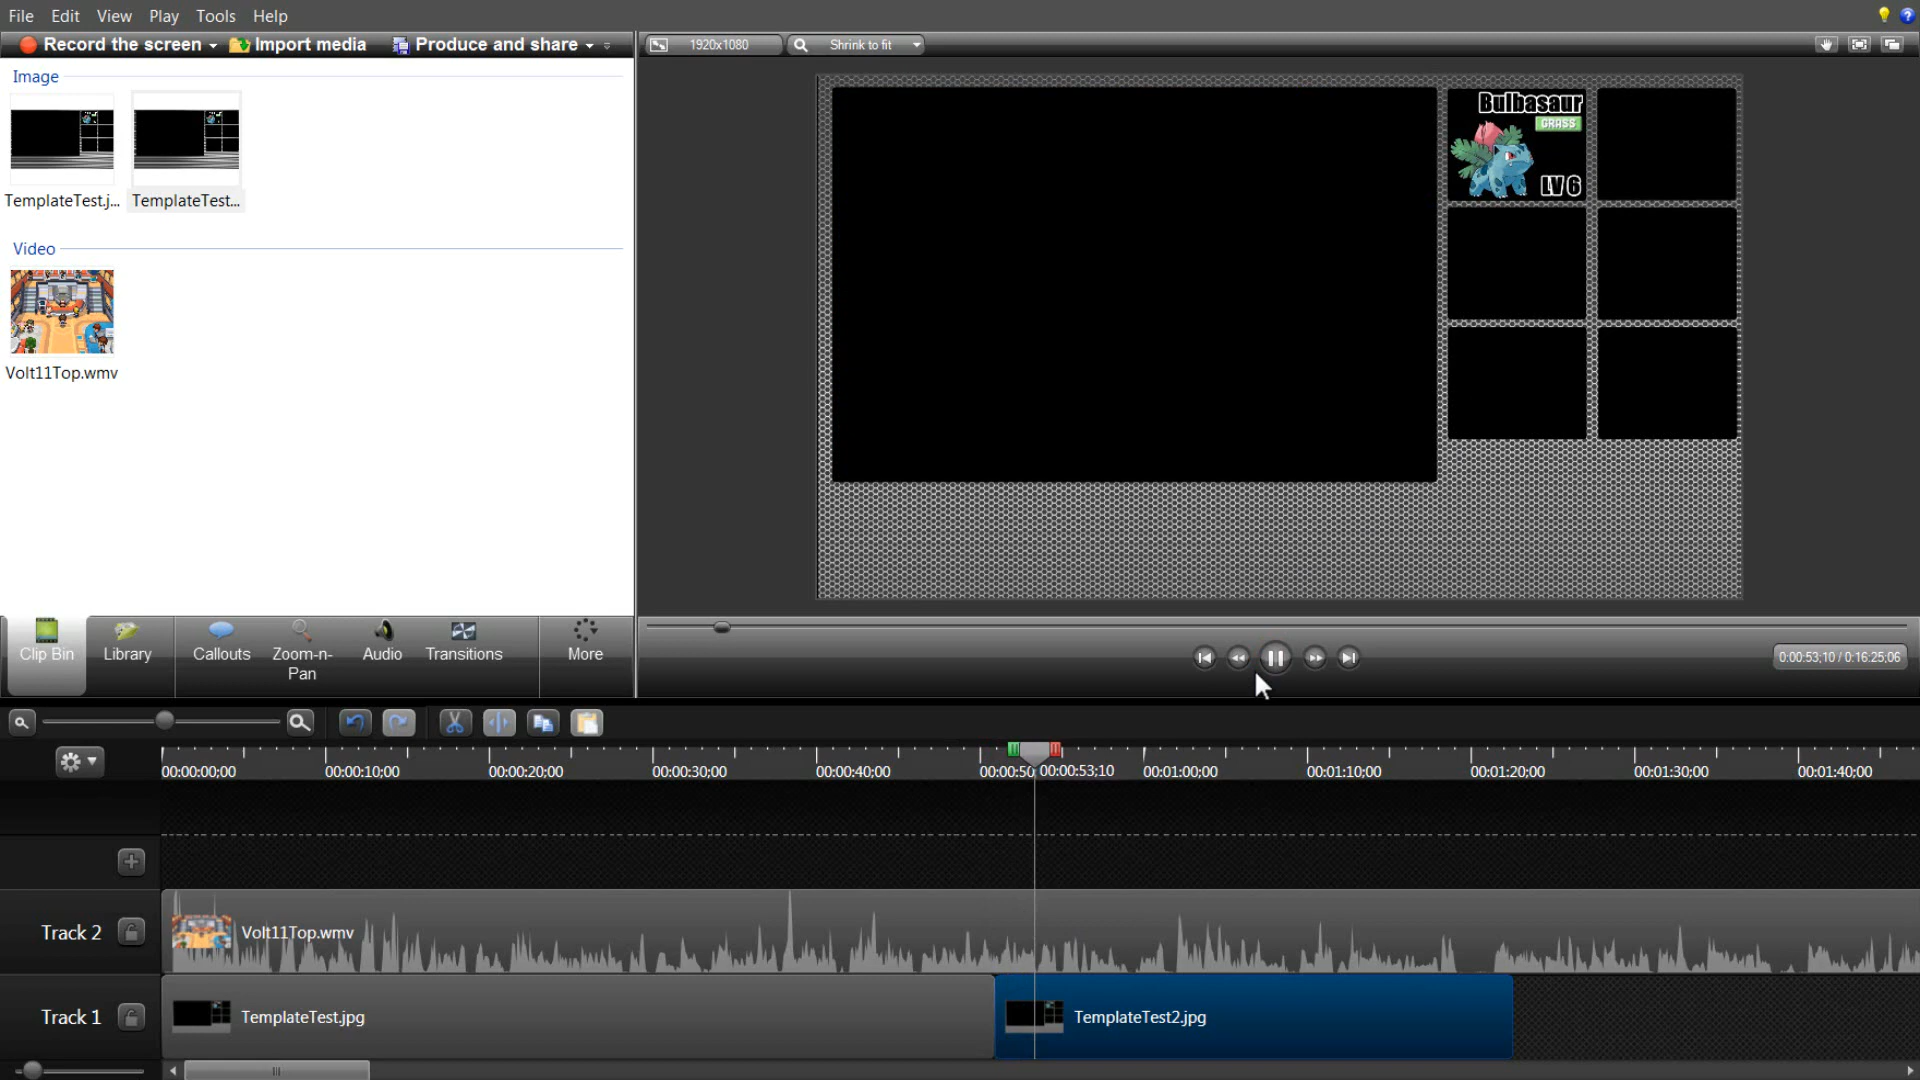 File Edit View Play Tools Help
Record the screen Import media Produce and share
1920x1080 Shrink to fit
Image
TemplateTest.j... TemplateTest...
Video
Volt11Top.wmv
Bulbasaur
GRASS
LV 6
Clip Bin Library Callouts Zoom-n-Pan Audio Transitions More
0:00:53;10 / 0:16:25;06
00:00:00;00 00:00:10;00 00:00:20;00 00:00:30;00 00:00:40;00 00:00:50 00:00:53;10 00:01:00;00 00:01:10;00 00:01:20;00 00:01:30;00 00:01:40;00
Track 2 Volt11Top.wmv
Track 1 TemplateTest.jpg TemplateTest2.jpg